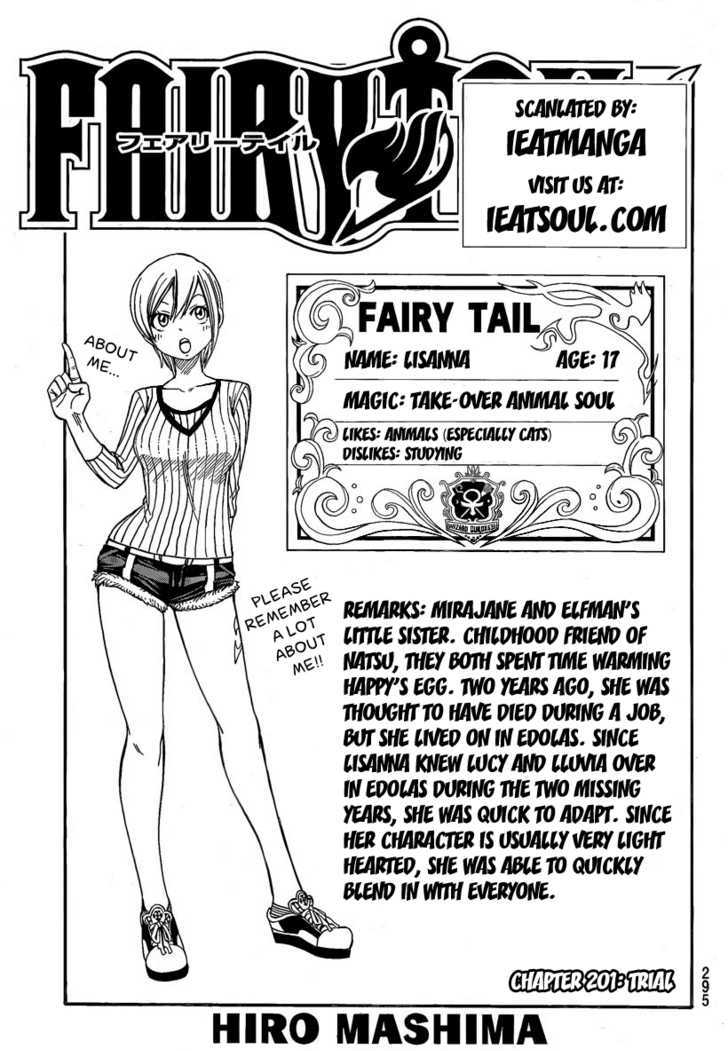 FAIRY TAIL
フェアリーテイル
SCANLATED BY:
IEATMANGA
VISIT US AT:
IEATSOUL.COM
ABOUT
ME...
FAIRY TAIL
NAME: LISANNA AGE: 17
MAGIC: TAKE-OVER ANIMAL SOUL
LIKES: ANIMALS (ESPECIALLY CATS)
DISLIKES: STUDYING
PLEASE
REMEMBER
A LOT
ABOUT
ME!!
REMARKS: MIRAJANE AND ELFMAN'S
LITTLE SISTER. CHILDHOOD FRIEND OF
NATSU, THEY BOTH SPENT TIME WARMING
HAPPY'S EGG. TWO YEARS AGO, SHE WAS
THOUGHT TO HAVE DIED DURING A JOB,
BUT SHE LIVED ON IN EDOLAS. SINCE
LISANNA KNEW LUCY AND LLUVIA OVER
IN EDOLAS DURING THE TWO MISSING
YEARS, SHE WAS QUICK TO ADAPT. SINCE
HER CHARACTER IS USUALLY VERY LIGHT
HEARTED, SHE WAS ABLE TO QUICKLY
BLEND IN WITH EVERYONE.
CHAPTER 201: TRIAL
295
HIRO MASHIMA